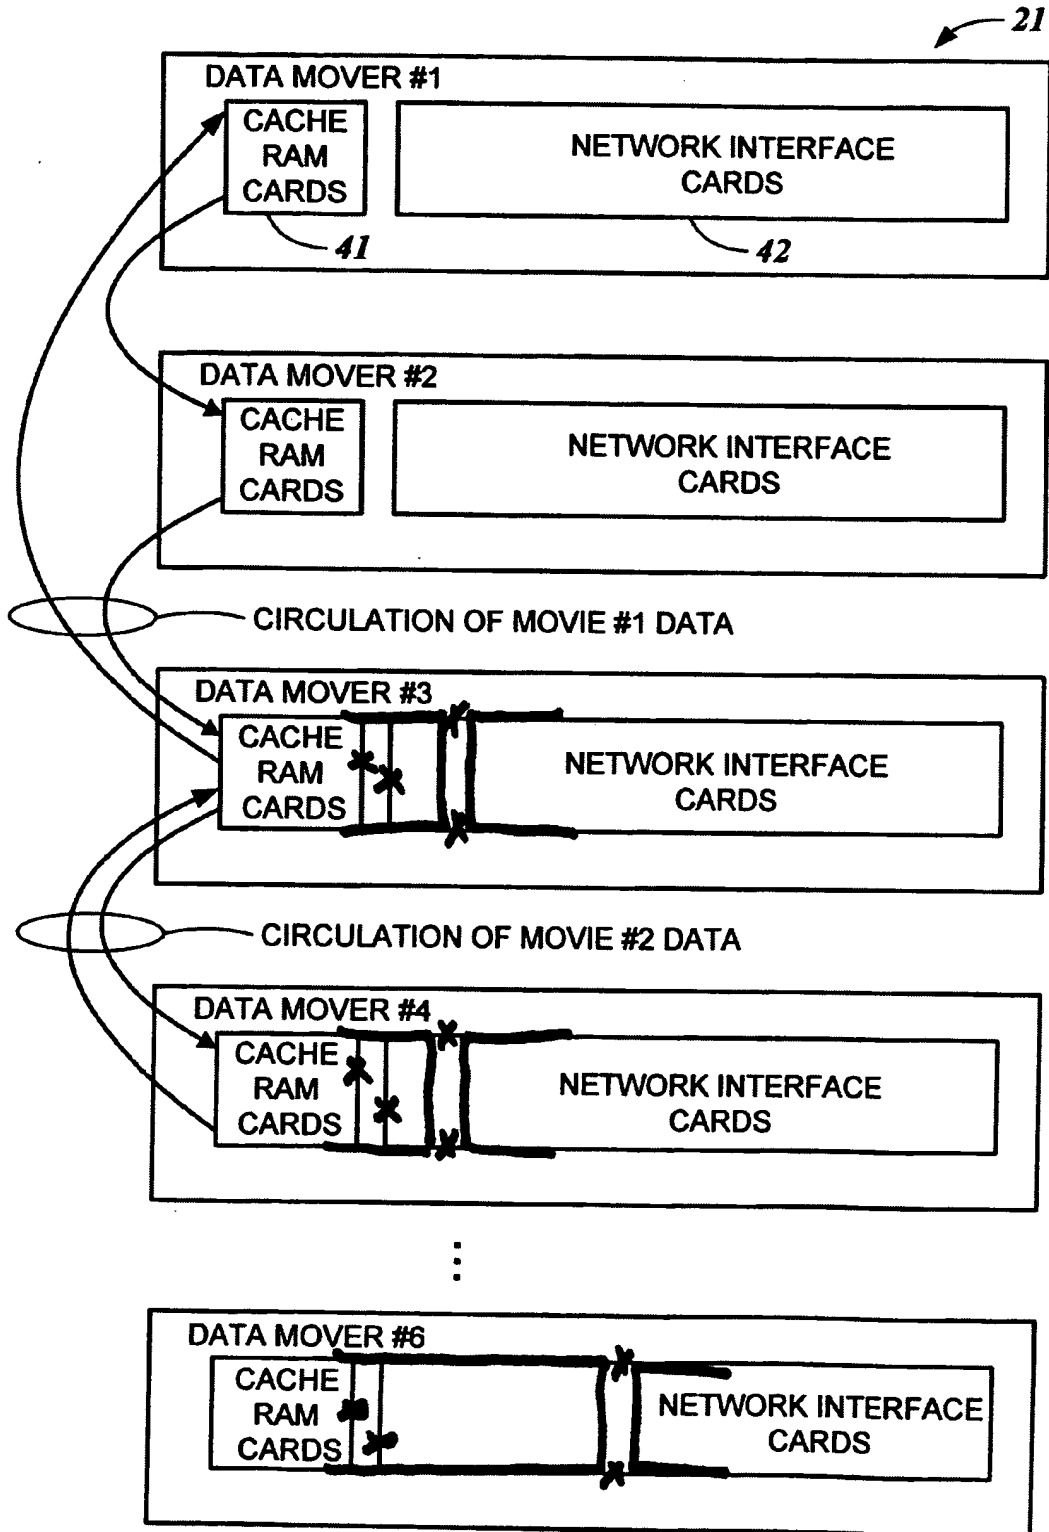 21
DATA MOVER #1
CACHE
RAM
CARDS
NETWORK INTERFACE
CARDS
41
42
DATA MOVER #2
CACHE
RAM
CARDS
NETWORK INTERFACE
CARDS
CIRCULATION OF MOVIE #1 DATA
DATA MOVER #3
CACHE
RAM
CARDS
NETWORK INTERFACE
CARDS
CIRCULATION OF MOVIE #2 DATA
DATA MOVER #4
CACHE
RAM
CARDS
NETWORK INTERFACE
CARDS
DATA MOVER #6
CACHE
RAM
CARDS
NETWORK INTERFACE
CARDS